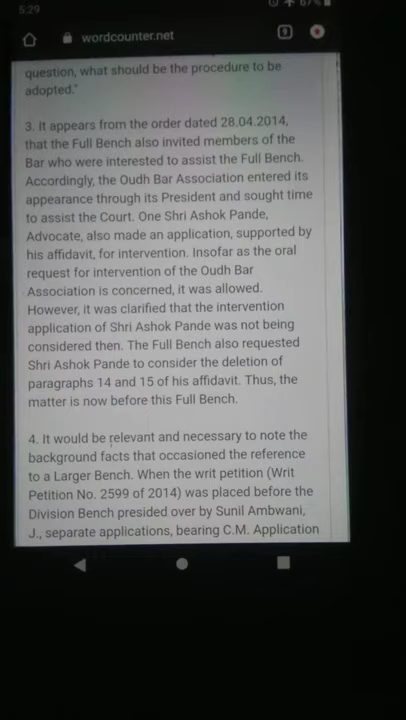 5:29
67%
wordcounter.net
9
question, what should be the procedure to be
adopted."
3. It appears from the order dated 28.04.2014,
that the Full Bench also invited members of the
Bar who were interested to assist the Full Bench.
Accordingly, the Oudh Bar Association entered its
appearance through its President and sought time
to assist the Court. One Shri Ashok Pande,
Advocate, also made an application, supported by
his affidavit, for intervention. Insofar as the oral
request for intervention of the Oudh Bar
Association is concerned, it was allowed.
However, it was clarified that the intervention
application of Shri Ashok Pande was not being
considered then. The Full Bench also requested
Shri Ashok Pande to consider the deletion of
paragraphs 14 and 15 of his affidavit. Thus, the
matter is now before this Full Bench.
4. It would be relevant and necessary to note the
background facts that occasioned the reference
to a Larger Bench. When the writ petition (Writ
Petition No. 2599 of 2014) was placed before the
Division Bench presided over by Sunil Ambwani,
J., separate applications, bearing C.M. Application